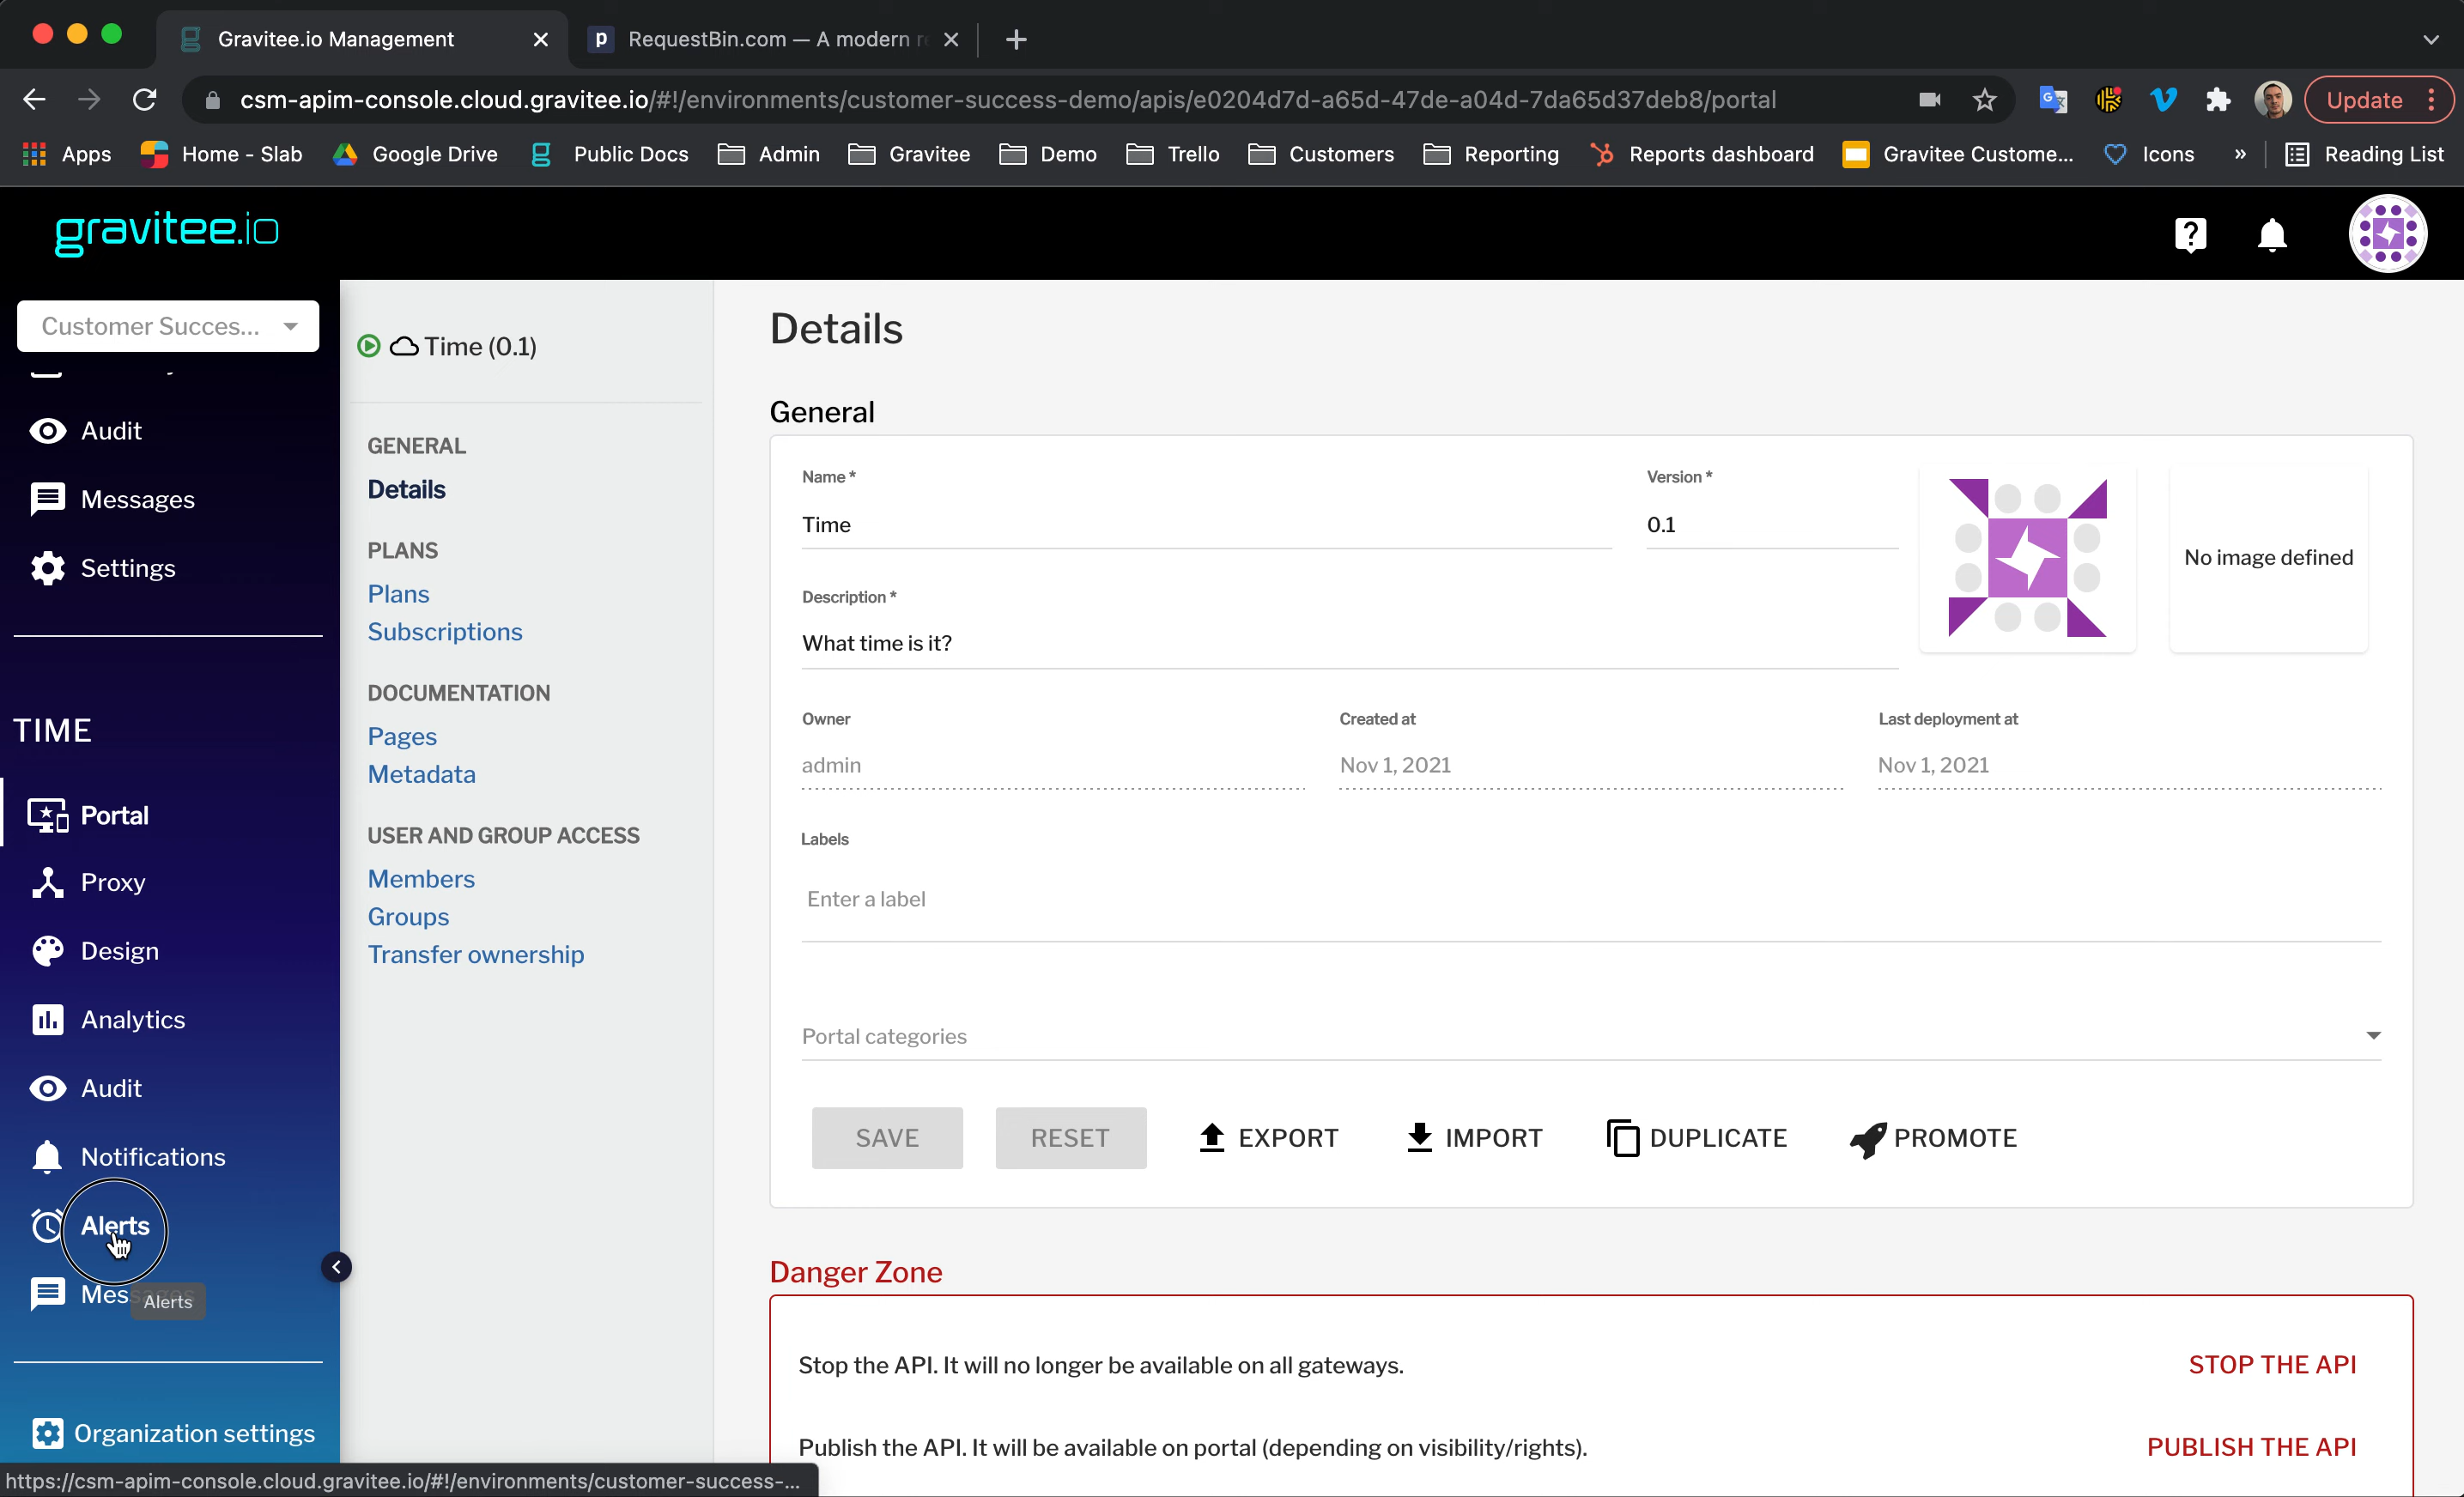 Gravitee.io Management
RequestBin.com — A modern r
csm-apim-console.cloud.gravitee.io/#!/environments/customer-success-demo/apis/e0204d7d-a65d-47de-a04d-7da65d37deb8/portal
Update
Apps
Home - Slab
Google Drive
Public Docs
Admin
Gravitee
Demo
Trello
Customers
Reporting
Reports dashboard
Gravitee Custome...
Icons
»
Reading List
gravitee.io
Customer Succes...
Audit
Messages
Settings
TIME
Portal
Proxy
Design
Analytics
Audit
Notifications
Alerts
Mes
Alerts
Organization settings
https://csm-apim-console.cloud.gravitee.io/#!/environments/customer-success-...
Time (0.1)
GENERAL
Details
PLANS
Plans
Subscriptions
DOCUMENTATION
Pages
Metadata
USER AND GROUP ACCESS
Members
Groups
Transfer ownership
Details
General
Name *
Time
Version *
0.1
No image defined
Description *
What time is it?
Owner
admin
Created at
Nov 1, 2021
Last deployment at
Nov 1, 2021
Labels
Enter a label
Portal categories
SAVE
RESET
EXPORT
IMPORT
DUPLICATE
PROMOTE
Danger Zone
Stop the API. It will no longer be available on all gateways.
STOP THE API
Publish the API. It will be available on portal (depending on visibility/rights).
PUBLISH THE API